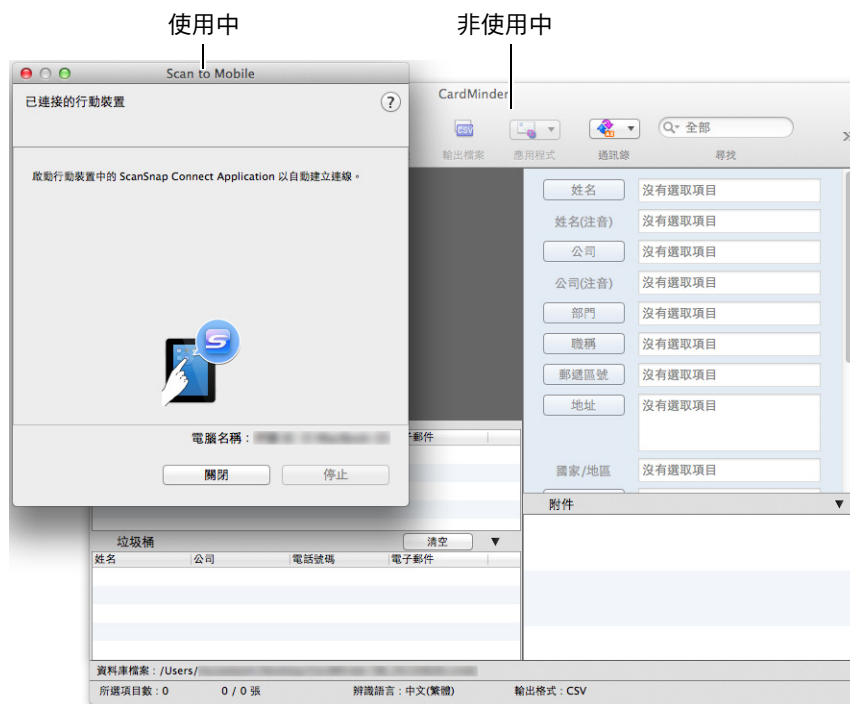 使用中
非使用中
Scan to Mobile
已連接的行動裝置
?
啟動行動裝置中的 ScanSnap Connect Application 以自動建立連線。
S
電腦名稱：
關閉
停止
CardMinder
CSV
輸出檔案
應用程式
通訊錄
全部
尋找
姓名
沒有選取項目
姓名(注音)
沒有選取項目
公司
沒有選取項目
公司(注音)
沒有選取項目
部門
沒有選取項目
職稱
沒有選取項目
郵遞區號
沒有選取項目
地址
沒有選取項目
國家/地區
沒有選取項目
附件
子郵件
垃圾桶
清空
姓名
公司
電話號碼
電子郵件
資料庫檔案：/Users/
所選項目數：0
0 / 0 張
辨識語言：中文(繁體)
輸出格式：CSV